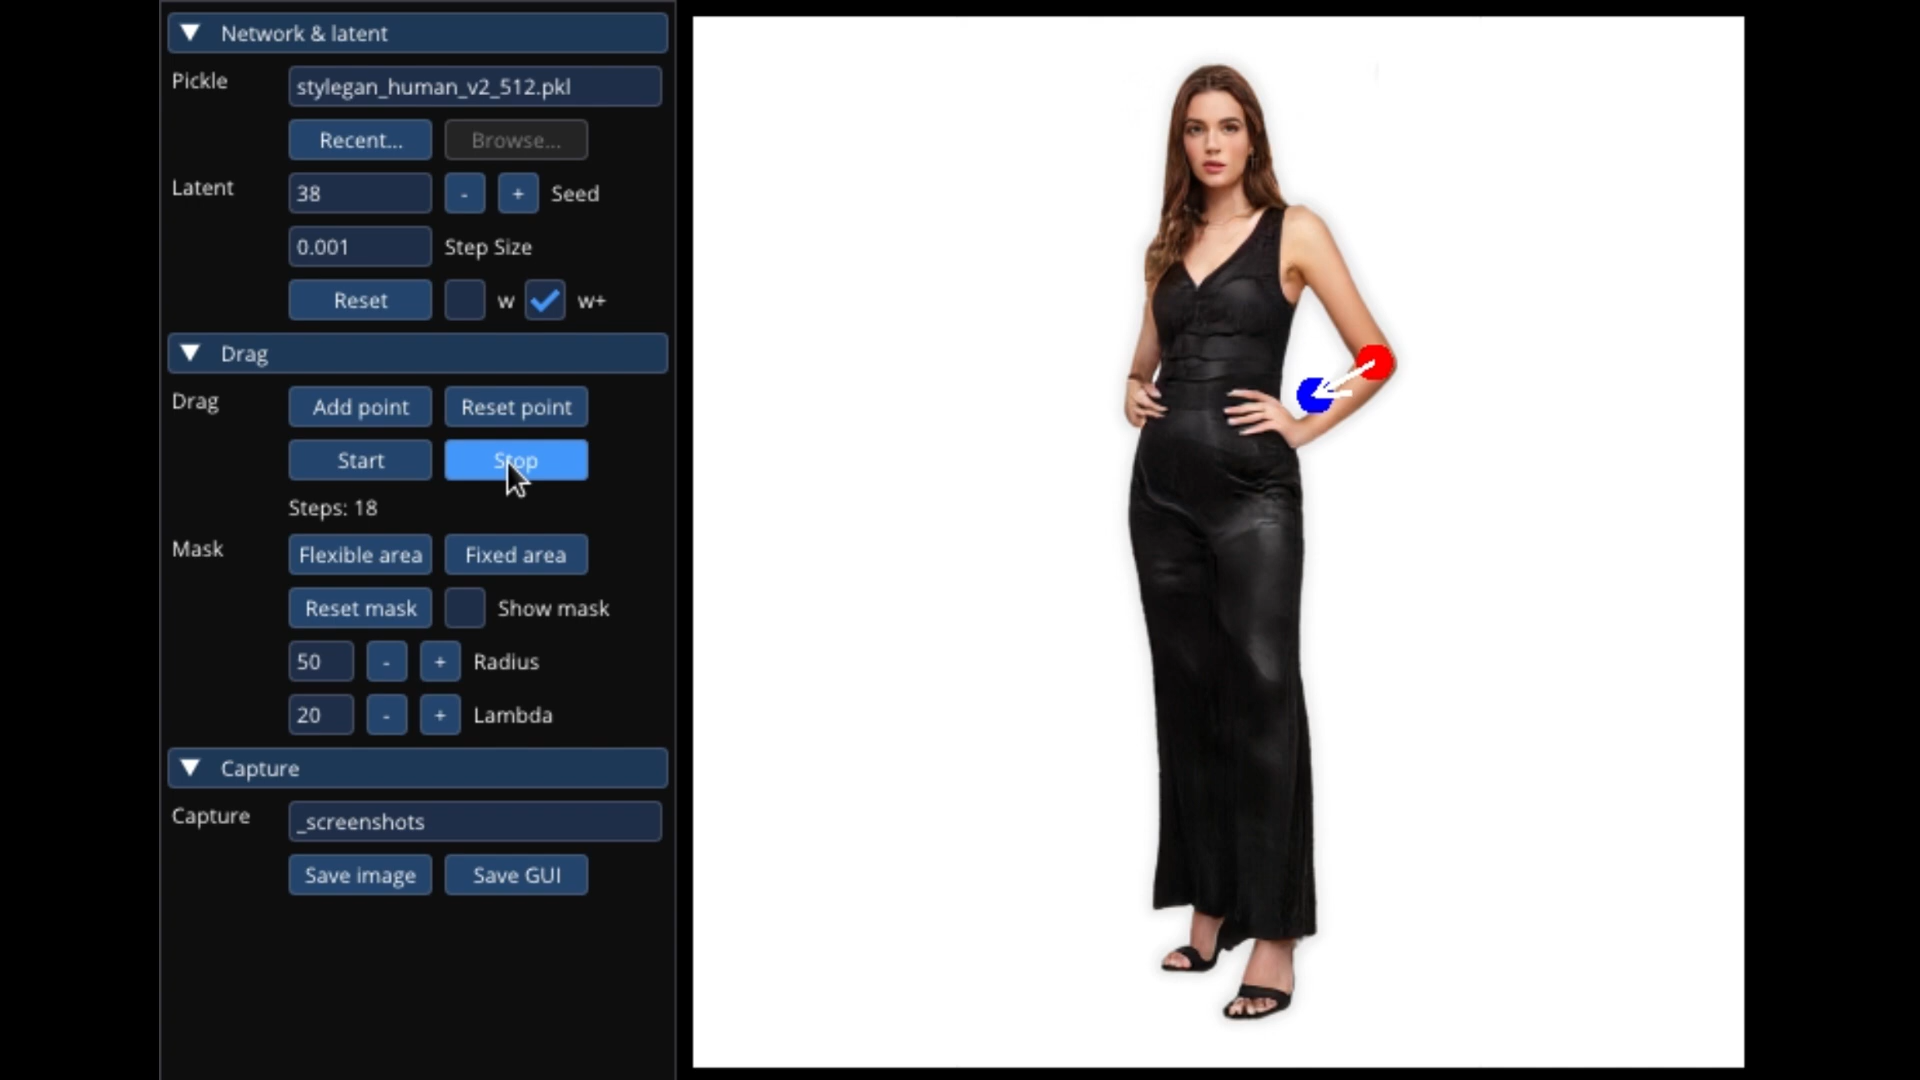 Network & latent
Pickle stylegan_human_v2_512.pkl
Recent... Browse...
Latent 38 - + Seed
0.001 Step Size
Reset w w+
Drag
Drag Add point Reset point
Start Stop
Steps: 18
Mask Flexible area Fixed area
Reset mask Show mask
50 - + Radius
20 - + Lambda
Capture
Capture _screenshots
Save image Save GUI